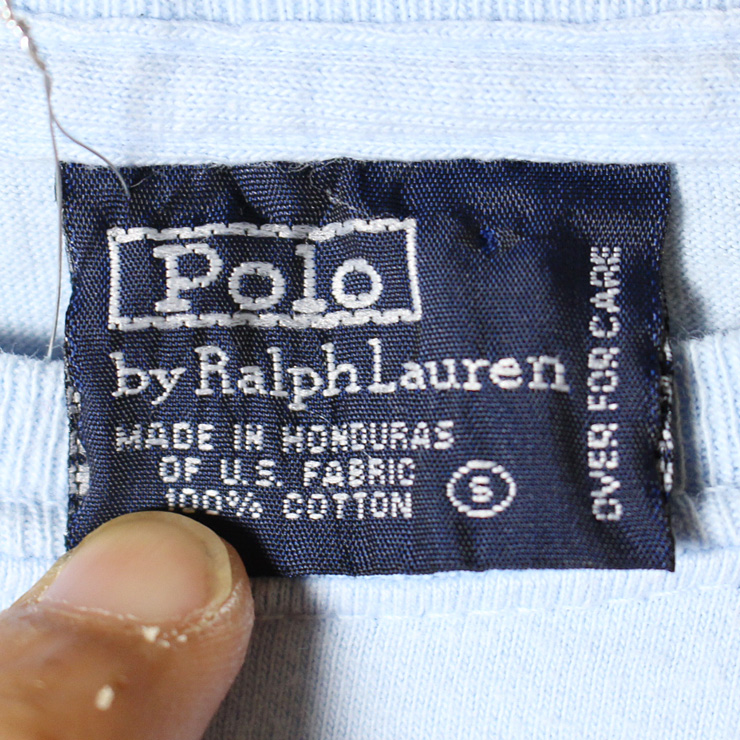 Polo
by Ralph Lauren
MADE IN HONDURAS
OF U.S. FABRIC
100% COTTON
S
OVER FOR CARE